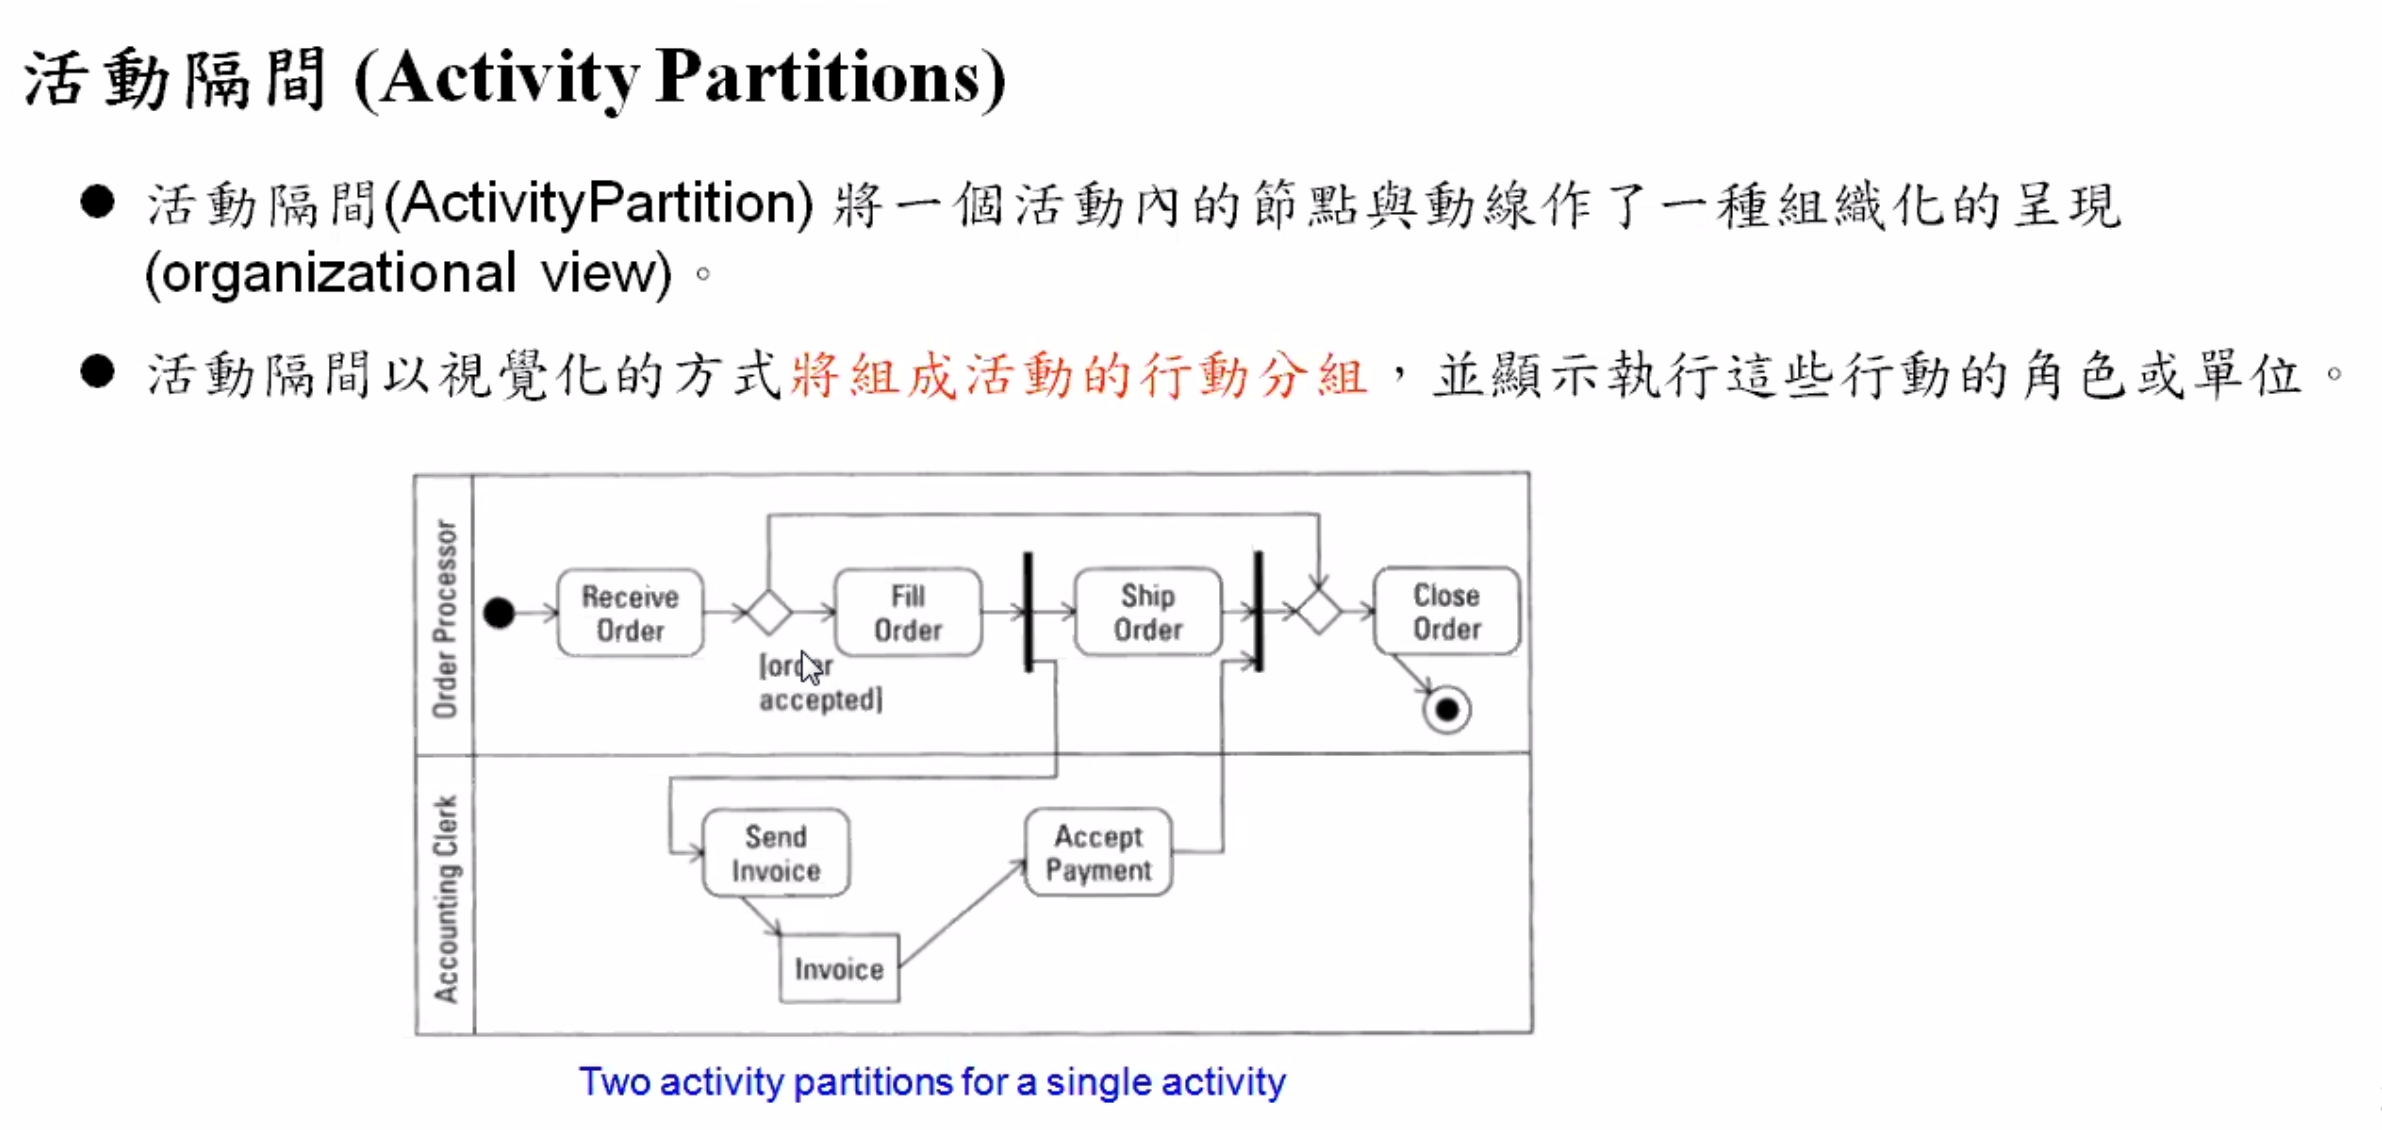 活動隔間 (Activity Partitions)
活動隔間(ActivityPartition) 將一個活動內的節點與動線作了一種組織化的呈現
(organizational view)。
活動隔間以視覺化的方式將組成活動的行動分組，並顯示執行這些行動的角色或單位。
Order Processor
Receive
Order
[order
accepted]
Fill
Order
Ship
Order
Close
Order
Accounting Clerk
Send
Invoice
Invoice
Accept
Payment
Two activity partitions for a single activity